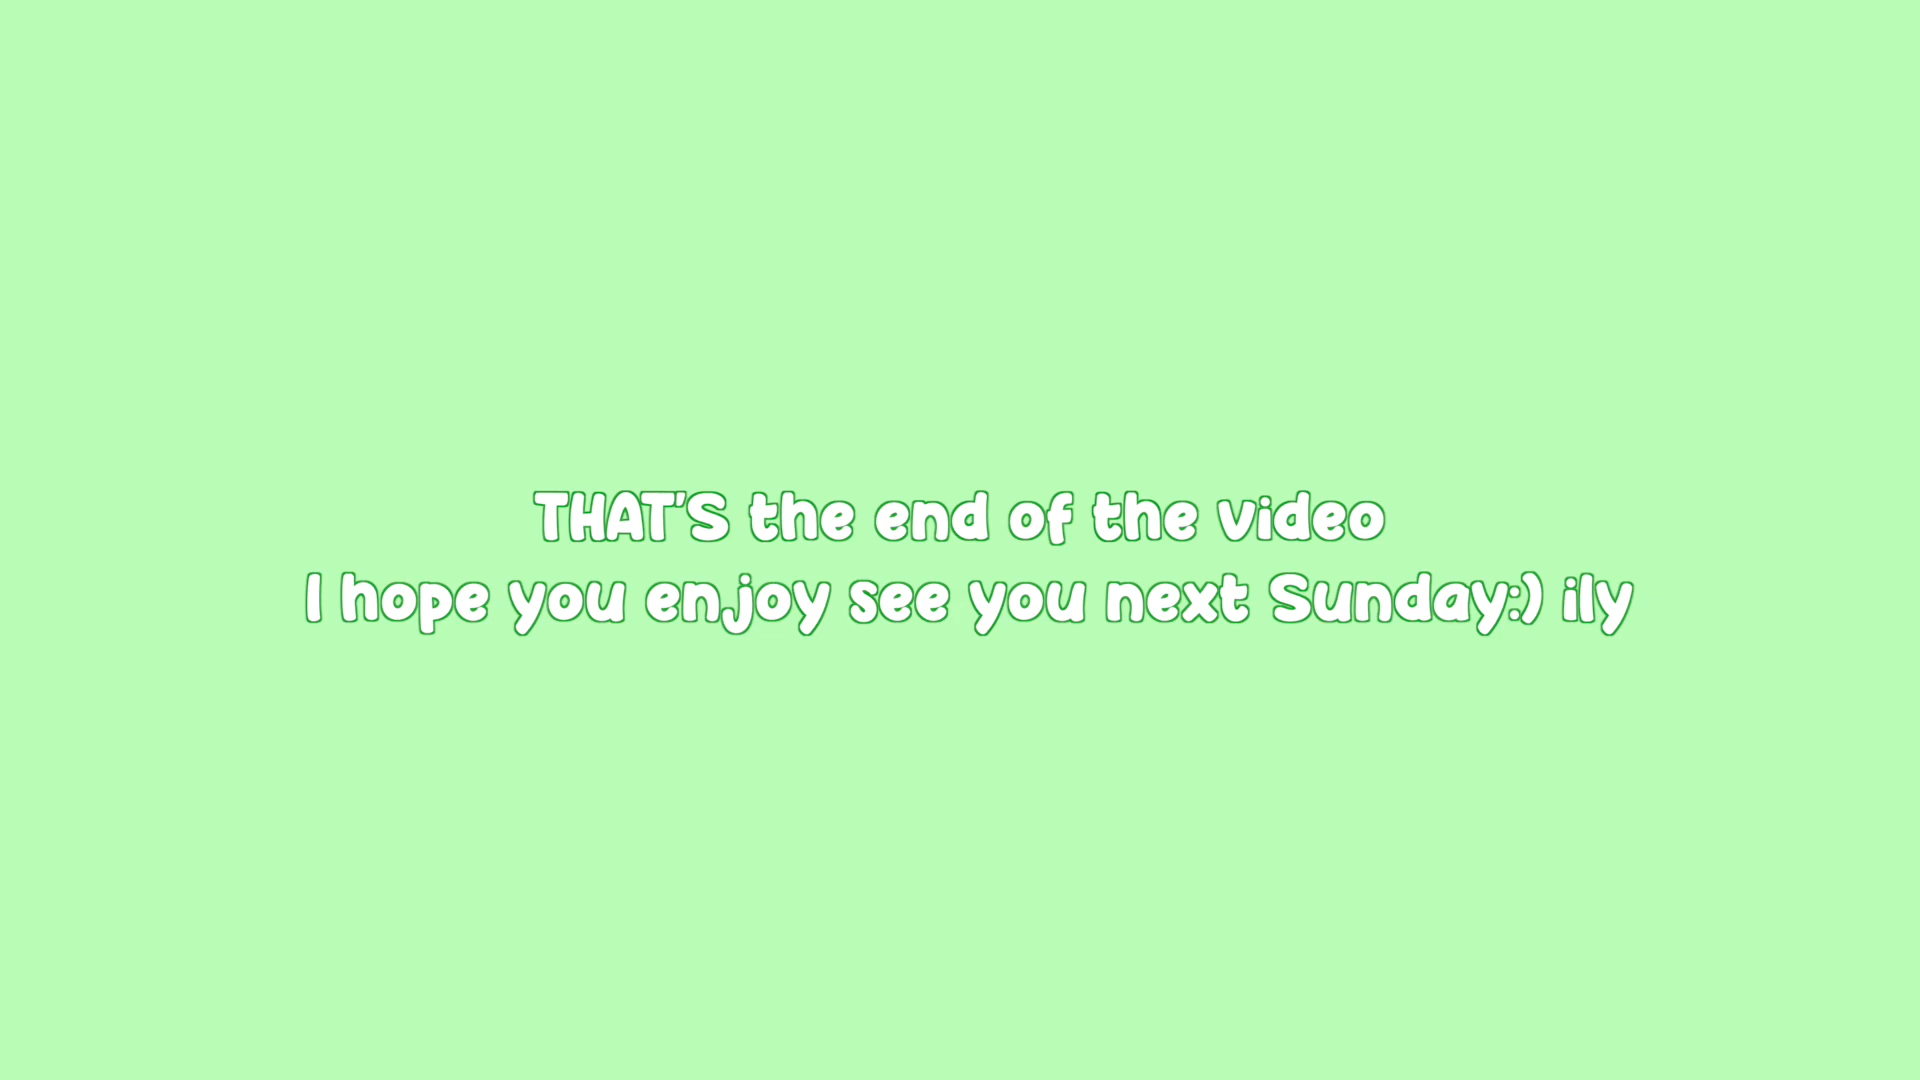 THAT'S the end of the video
I hope you enjoy see you next Sunday:) ily